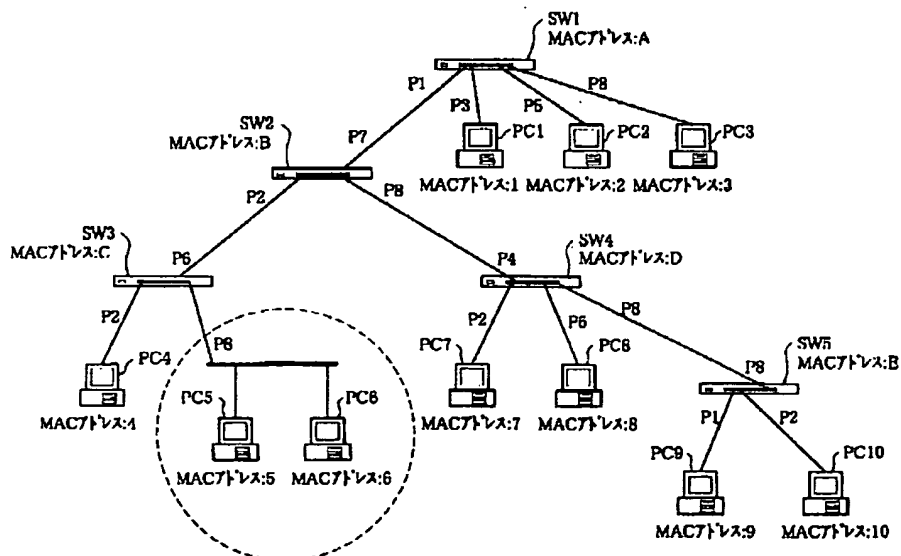 SW1
MACアドレス:A
P1
P3
P5
P8
SW2
MACアドレス:B
P7
PC1
PC2
PC3
MACアドレス:1
MACアドレス:2
MACアドレス:3
P2
P8
SW3
MACアドレス:C
P6
SW4
MACアドレス:D
P4
P2
P8
P2
P5
P8
PC4
MACアドレス:4
PC5
PC6
MACアドレス:5
MACアドレス:6
PC7
PC8
MACアドレス:7
MACアドレス:8
SW5
P8
P1
P2
PC9
PC10
MACアドレス:9
MACアドレス:10